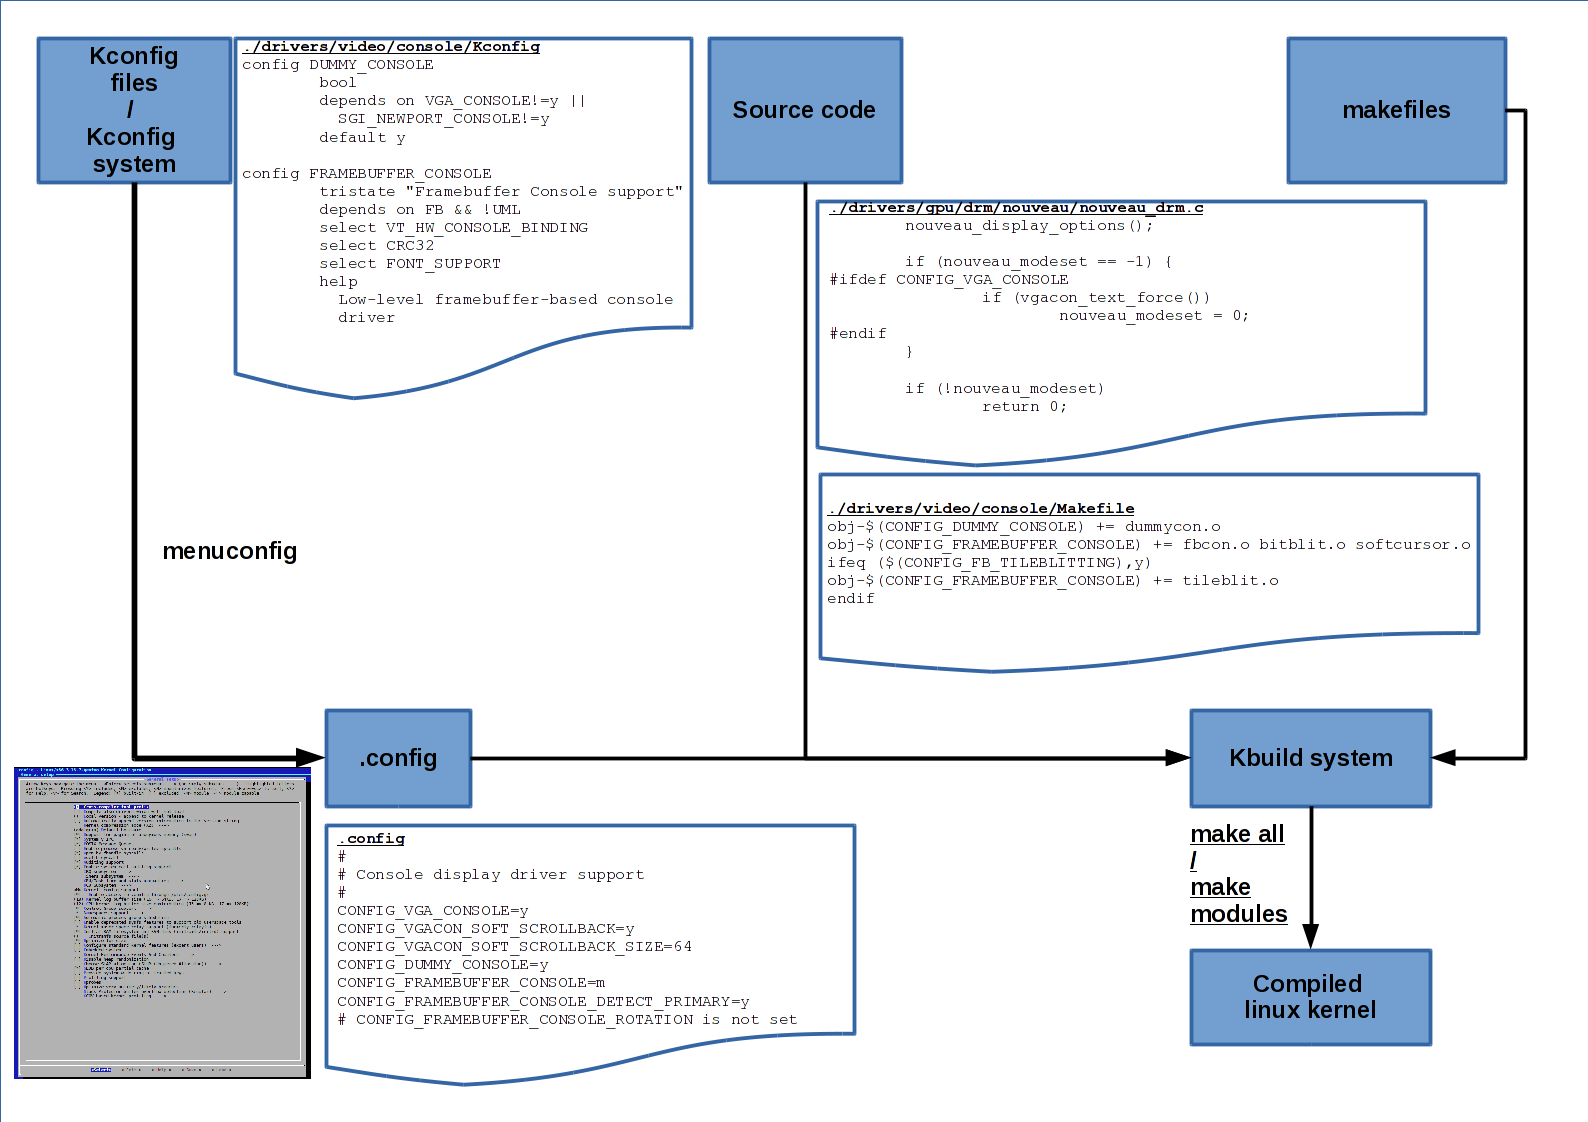 Kconfig
files
/
Kconfig
system
./drivers/video/console/Kconfig
config DUMMY_CONSOLE
bool
depends on VGA_CONSOLE!=y ||
SGI_NEWPORT_CONSOLE!=y
default y
config FRAMEBUFFER_CONSOLE
tristate "Framebuffer Console support"
depends on FB && !UML
select VT_HW_CONSOLE_BINDING
select CRC32
select FONT_SUPPORT
help
Low-level framebuffer-based console
driver
Source code
makefiles
./drivers/gpu/drm/nouveau/nouveau_drm.c
nouveau_display_options();
if (nouveau_modeset == -1) {
#ifdef CONFIG_VGA_CONSOLE
if (vgacon_text_force())
nouveau_modeset = 0;
#endif
}
if (!nouveau_modeset)
return 0;
./drivers/video/console/Makefile
obj-$(CONFIG_DUMMY_CONSOLE) += dummycon.o
obj-$(CONFIG_FRAMEBUFFER_CONSOLE) += fbcon.o bitblit.o softcursor.o
ifeq ($(CONFIG_FB_TILEBLITTING),y)
obj-$(CONFIG_FRAMEBUFFER_CONSOLE) += tileblit.o
endif
menuconfig
.config
Kbuild system
.config
#
# Console display driver support
#
CONFIG_VGA_CONSOLE=y
CONFIG_VGACON_SOFT_SCROLLBACK=y
CONFIG_VGACON_SOFT_SCROLLBACK_SIZE=64
CONFIG_DUMMY_CONSOLE=y
CONFIG_FRAMEBUFFER_CONSOLE=m
CONFIG_FRAMEBUFFER_CONSOLE_DETECT_PRIMARY=y
# CONFIG_FRAMEBUFFER_CONSOLE_ROTATION is not set
make all
/
make
modules
Compiled
linux kernel